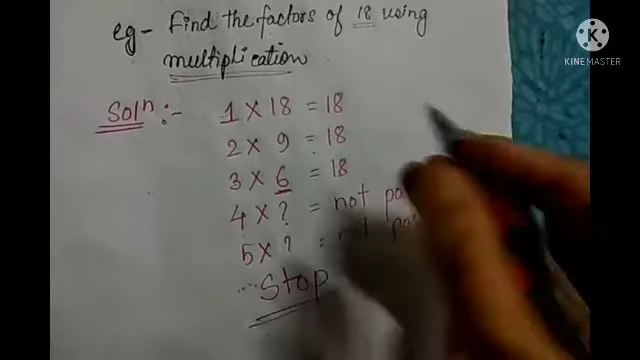 eg- Find the factors of 18 using
multiplication
Solⁿ :- 1 × 18 = 18
2 × 9 = 18
3 × 6 = 18
4 × ? = not
5 × ? =
... Stop
KINEMASTER